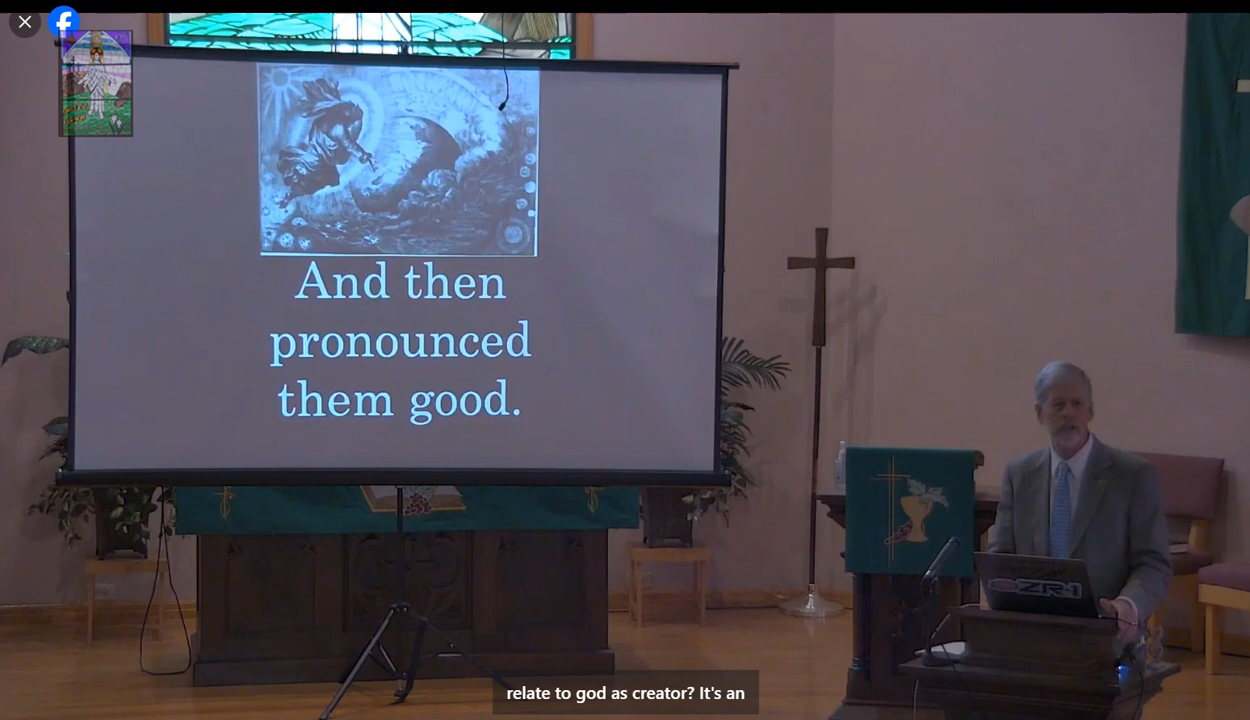 And then
pronounced
them good.
relate to god as creator? It's an